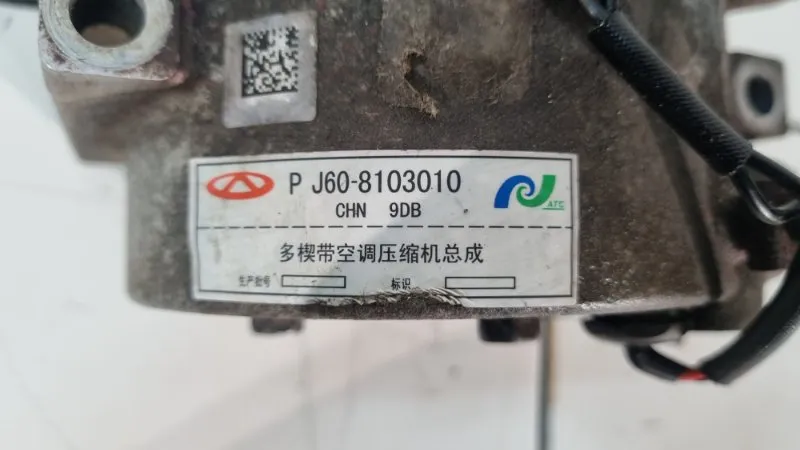 P J60-8103010
CHN 9DB
ATC
多楔带空调压缩机总成
生产批号 标识